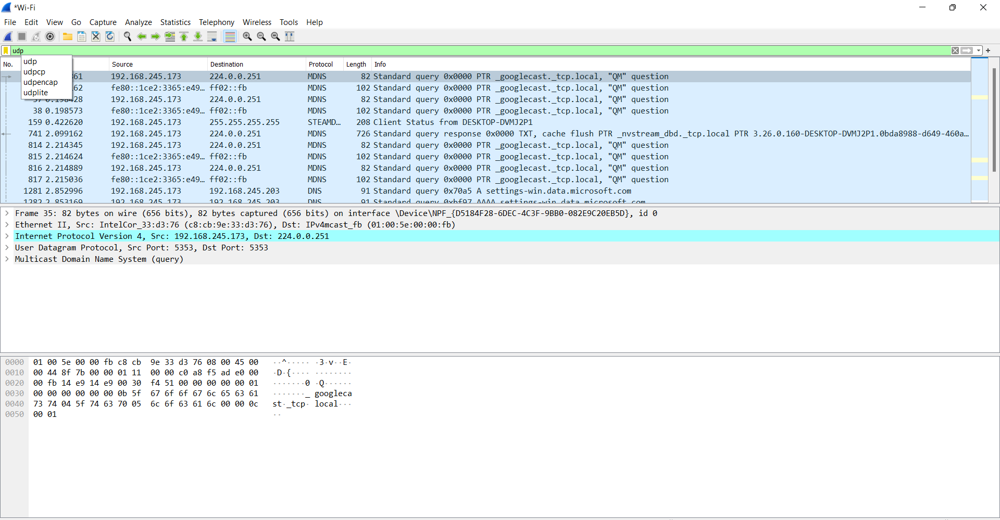 *Wi-Fi
File Edit View Go Capture Analyze Statistics Telephony Wireless Tools Help
udp
udp
udpcp
udpencap
udplite
No. Source Destination Protocol Length Info
61 192.168.245.173 224.0.0.251 MDNS 82 Standard query 0x0000 PTR _googlecast._tcp.local, "QM" question
62 fe80::1ce2:3365:e49… ff02::fb MDNS 102 Standard query 0x0000 PTR _googlecast._tcp.local, "QM" question
37 0.198428 192.168.245.173 224.0.0.251 MDNS 82 Standard query 0x0000 PTR _googlecast._tcp.local, "QM" question
38 0.198573 fe80::1ce2:3365:e49… ff02::fb MDNS 102 Standard query 0x0000 PTR _googlecast._tcp.local, "QM" question
159 0.422620 192.168.245.173 255.255.255.255 STEAMD… 208 Client Status from DESKTOP-DVMJ2P1
741 2.099162 192.168.245.173 224.0.0.251 MDNS 726 Standard query response 0x0000 TXT, cache flush PTR _nvstream_dbd._tcp.local PTR 3.26.0.160-DESKTOP-DVMJ2P1.0bda8988-d649-460a…
814 2.214345 192.168.245.173 224.0.0.251 MDNS 82 Standard query 0x0000 PTR _googlecast._tcp.local, "QM" question
815 2.214624 fe80::1ce2:3365:e49… ff02::fb MDNS 102 Standard query 0x0000 PTR _googlecast._tcp.local, "QM" question
816 2.214889 192.168.245.173 224.0.0.251 MDNS 82 Standard query 0x0000 PTR _googlecast._tcp.local, "QM" question
817 2.215036 fe80::1ce2:3365:e49… ff02::fb MDNS 102 Standard query 0x0000 PTR _googlecast._tcp.local, "QM" question
1281 2.852996 192.168.245.173 192.168.245.203 DNS 91 Standard query 0x70a5 A settings-win.data.microsoft.com
1282 2.853169 192.168.245.173 192.168.245.203 DNS 91 Standard query 0xbf97 AAAA settings-win.data.microsoft.com
Frame 35: 82 bytes on wire (656 bits), 82 bytes captured (656 bits) on interface \Device\NPF_{D5184F28-6DEC-4C3F-9BB0-082E9C20EB5D}, id 0
Ethernet II, Src: IntelCor_33:d3:76 (c8:cb:9e:33:d3:76), Dst: IPv4mcast_fb (01:00:5e:00:00:fb)
Internet Protocol Version 4, Src: 192.168.245.173, Dst: 224.0.0.251
User Datagram Protocol, Src Port: 5353, Dst Port: 5353
Multicast Domain Name System (query)
0000 01 00 5e 00 00 fb c8 cb 9e 33 d3 76 08 00 45 00 ··^····· ·3·v··E·
0010 00 44 8f 7b 00 00 01 11 00 00 c0 a8 f5 ad e0 00 ·D·{···· ········
0020 00 fb 14 e9 14 e9 00 30 f4 51 00 00 00 00 00 01 ·······0 ·Q······
0030 00 00 00 00 00 00 0b 5f 67 6f 6f 67 6c 65 63 61 ·······_ googleca
0040 73 74 04 5f 74 63 70 05 6c 6f 63 61 6c 00 00 0c st·_tcp· local···
0050 00 01 ··